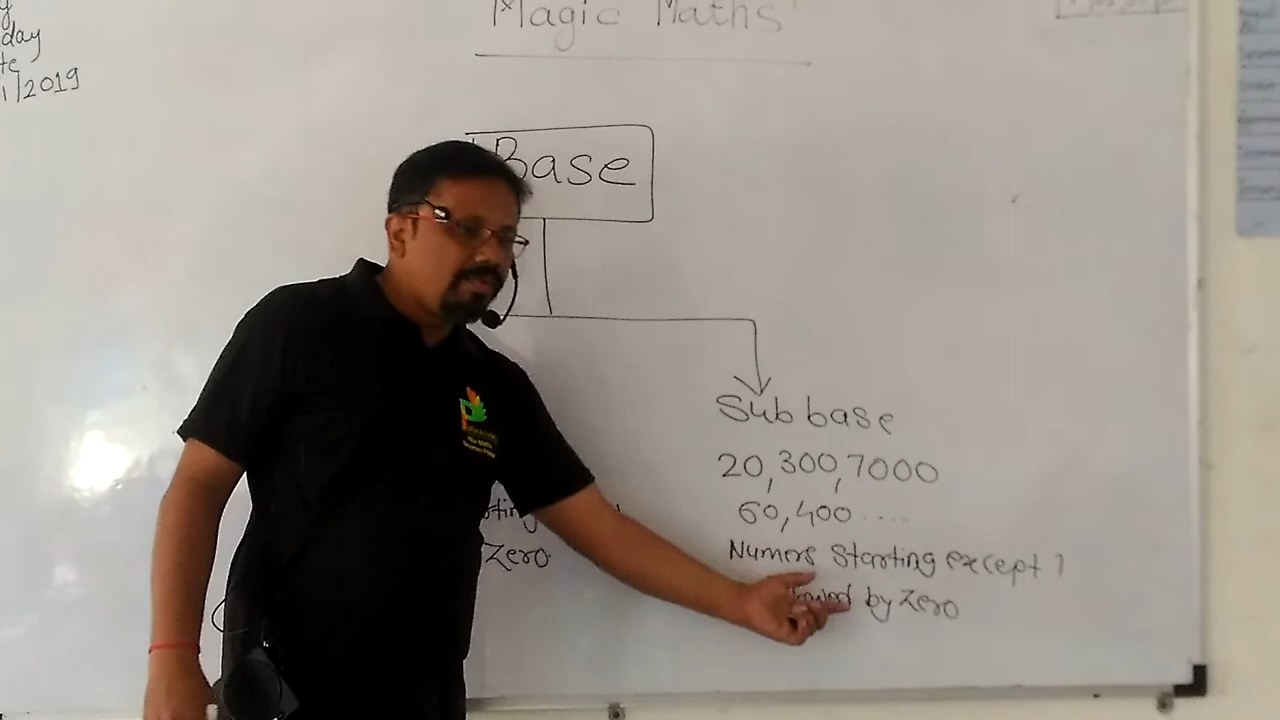 day
1/2019
Magic Maths
Base
Sub base
20, 300, 7000
60, 400 ....
Zero
Numers Starting except 1
by Zero